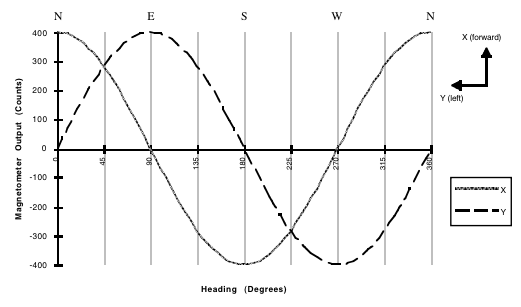 N E S W N
400
300
200
100
0
-100
-200
-300
-400
0 45 90 135 180 225 270 315 360
Magnetometer Output (Counts)
Heading (Degrees)
X (forward)
Y (left)
X
Y